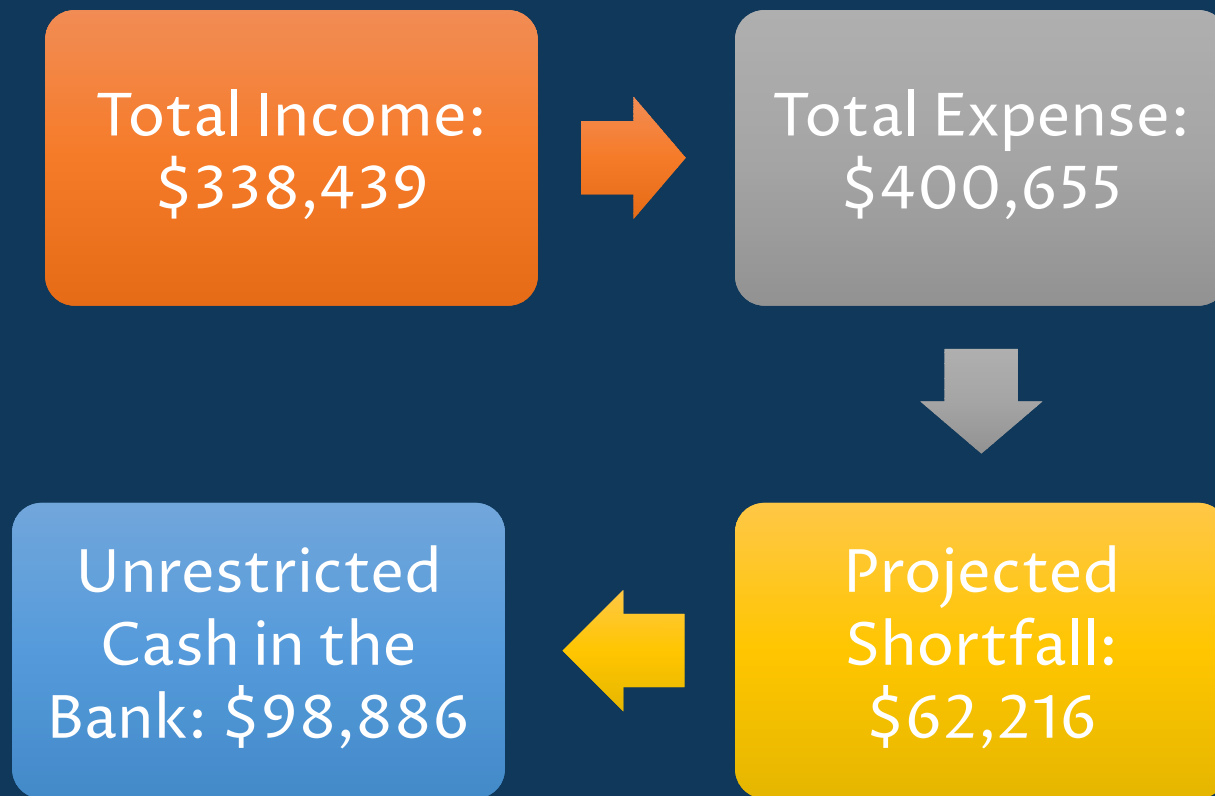 Total Income:
$338,439
Total Expense:
$400,655
Projected
Shortfall:
$62,216
Unrestricted
Cash in the
Bank: $98,886